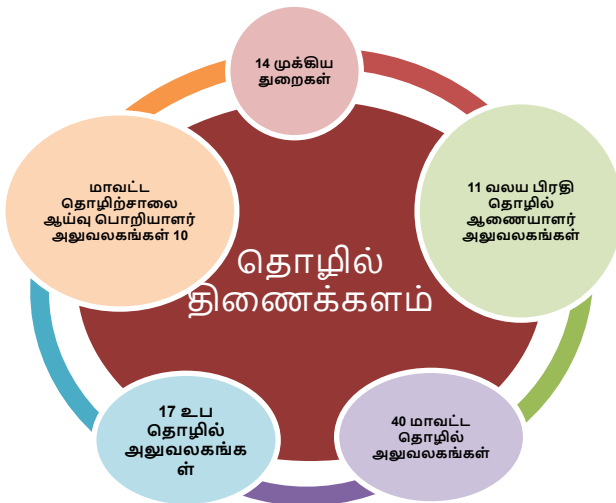 14 முக்கிய
துறைகள்
11 வலய பிரதி
தொழில்
ஆணையாளர்
அலுவலகங்கள்
40 மாவட்ட
தொழில்
அலுவலகங்கள்
17 உப
தொழில்
அலுவலகங்க
ள்
மாவட்ட
தொழிற்சாலை
ஆய்வு பொறியாளர்
அலுவலகங்கள் 10
தொழில்
திணைக்களம்